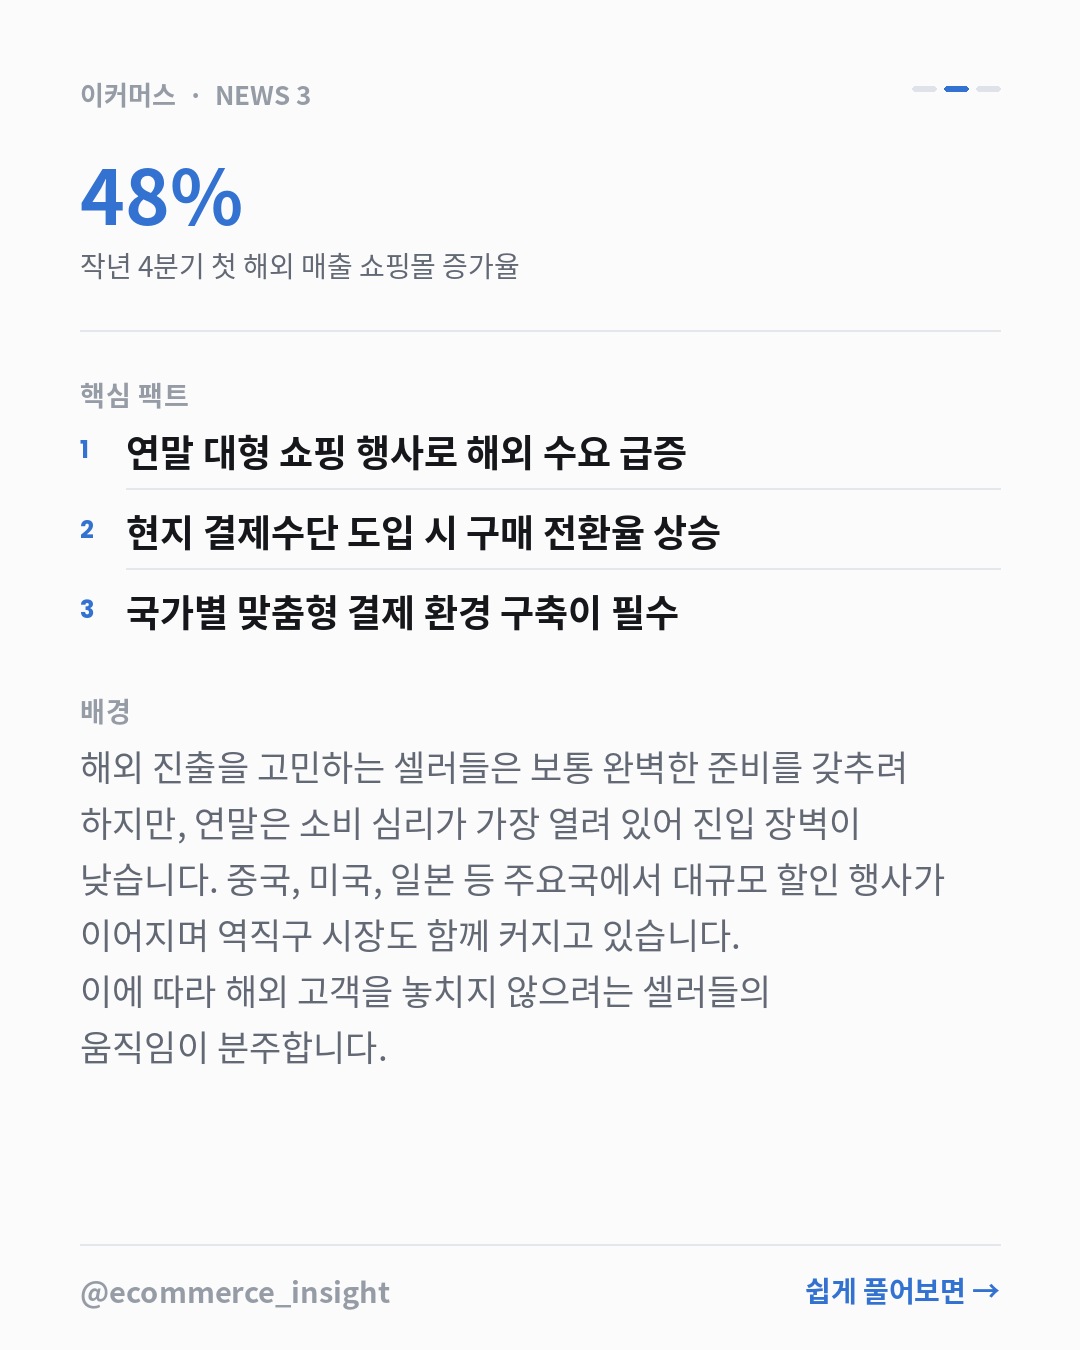 이커머스 · NEWS 3
48%
작년 4분기 첫 해외 매출 쇼핑몰 증가율
핵심 팩트
1 연말 대형 쇼핑 행사로 해외 수요 급증
2 현지 결제수단 도입 시 구매 전환율 상승
3 국가별 맞춤형 결제 환경 구축이 필수
배경
해외 진출을 고민하는 셀러들은 보통 완벽한 준비를 갖추려
하지만, 연말은 소비 심리가 가장 열려 있어 진입 장벽이
낮습니다. 중국, 미국, 일본 등 주요국에서 대규모 할인 행사가
이어지며 역직구 시장도 함께 커지고 있습니다.
이에 따라 해외 고객을 놓치지 않으려는 셀러들의
움직임이 분주합니다.
@ecommerce_insight
쉽게 풀어보면 →